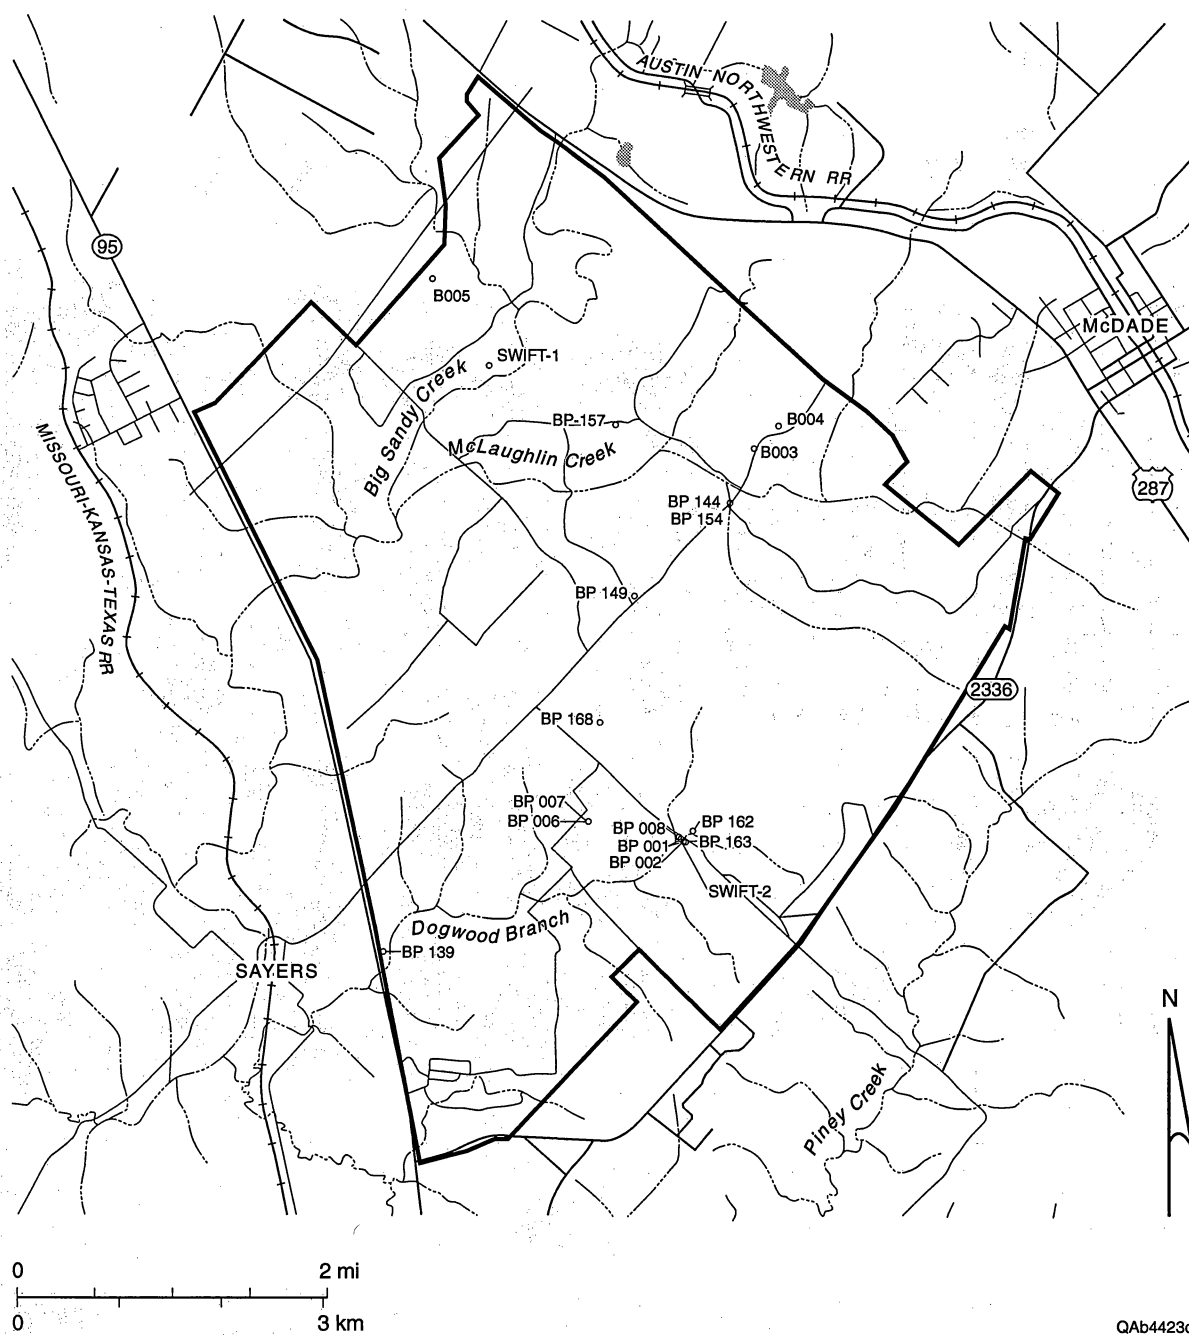 AUSTIN NORTHWESTERN RR
95
B005
McDADE
SWIFT-1
Big Sandy Creek
BP-157
B004
McLaughlin Creek
B003
MISSOURI-KANSAS-TEXAS RR
287
BP 144
BP 154
BP 149
2336
BP 168
BP 007
BP 006
BP 008
BP 162
BP 001
BP 163
BP 002
SWIFT-2
Dogwood Branch
BP 139
SAYERS
N
Piney Creek
0 2 mi
0 3 km
QAb4423c